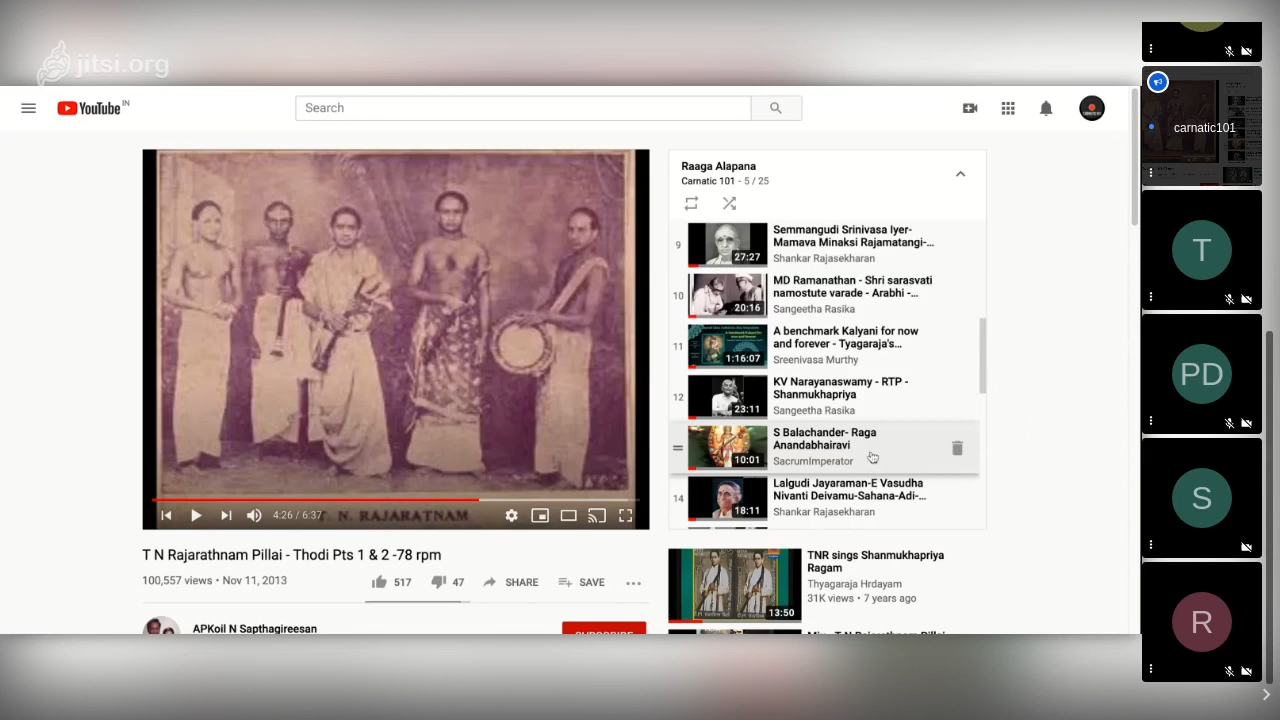 jitsi.org
YouTube IN
Search
T. N. RAJARATNAM
4:26 / 6:37
T N Rajarathnam Pillai - Thodi Pts 1 & 2 -78 rpm
100,557 views • Nov 11, 2013
517
47
SHARE
SAVE
APKoil N Sapthagireesan
SUBSCRIBE
Raaga Alapana
Carnatic 101 - 5 / 25
9
27:27
Semmangudi Srinivasa Iyer-
Mamava Minaksi Rajamatangi-...
Shankar Rajasekharan
10
20:16
MD Ramanathan - Shri sarasvati
namostute varade - Arabhi -...
Sangeetha Rasika
11
1:16:07
A benchmark Kalyani for now
and forever - Tyagaraja's...
Sreenivasa Murthy
12
23:11
KV Narayanaswamy - RTP -
Shanmukhapriya
Sangeetha Rasika
10:01
S Balachander- Raga
Anandabhairavi
SacrumImperator
14
18:11
Lalgudi Jayaraman-E Vasudha
Nivanti Deivamu-Sahana-Adi-...
Shankar Rajasekharan
13:50
TNR sings Shanmukhapriya
Ragam
Thyagaraja Hrdayam
31K views • 7 years ago
carnatic101
T
PD
S
R